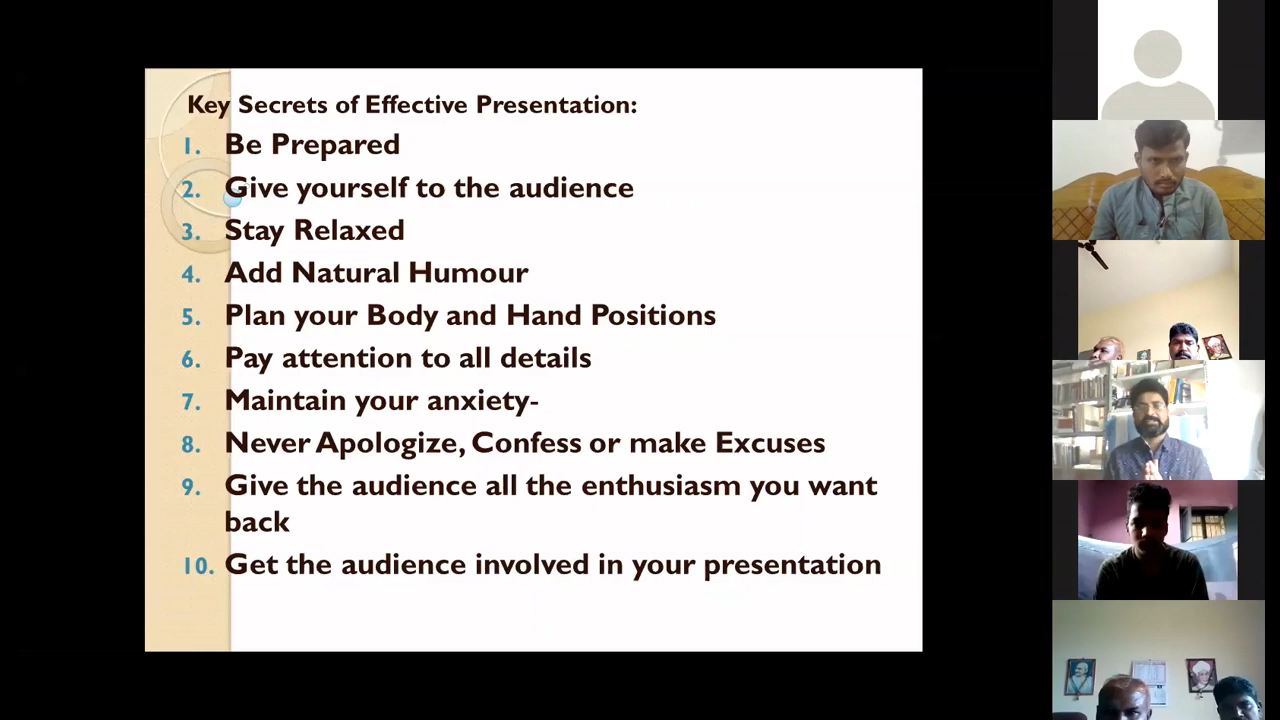 Key Secrets of Effective Presentation:
1. Be Prepared
2. Give yourself to the audience
3. Stay Relaxed
4. Add Natural Humour
5. Plan your Body and Hand Positions
6. Pay attention to all details
7. Maintain your anxiety-
8. Never Apologize, Confess or make Excuses
9. Give the audience all the enthusiasm you want
back
10. Get the audience involved in your presentation